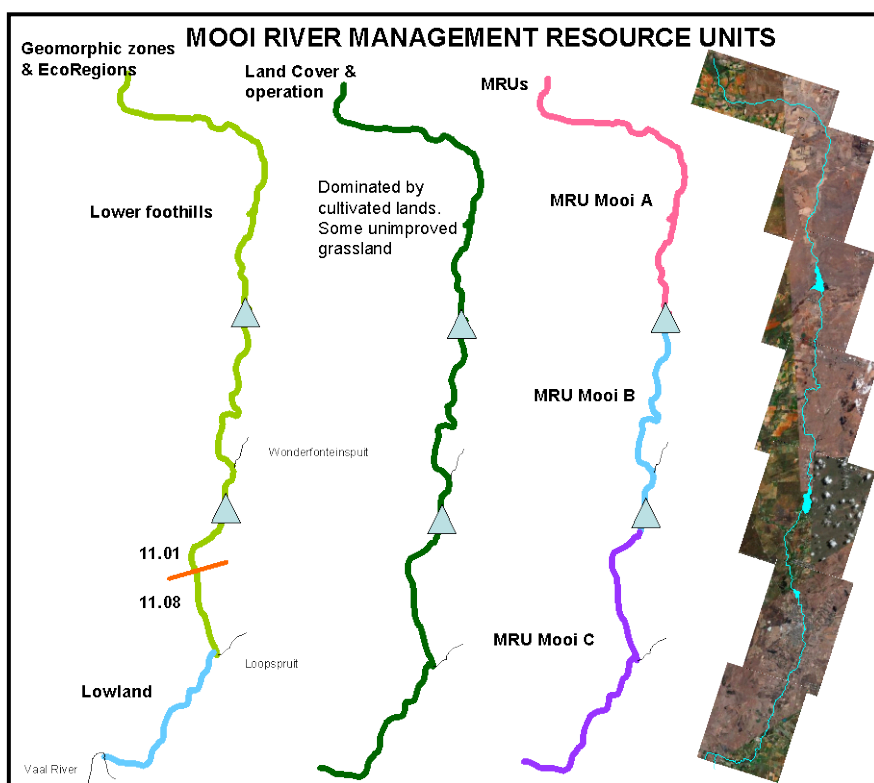 MOOI RIVER MANAGEMENT RESOURCE UNITS
Geomorphic zones
& EcoRegions
Land Cover &
operation
MRUs
Lower foothills
Dominated by
cultivated lands.
Some unimproved
grassland
MRU Mooi A
MRU Mooi B
Wonderfonteinspuit
11.01
11.08
MRU Mooi C
Loopspruit
Lowland
Vaal River